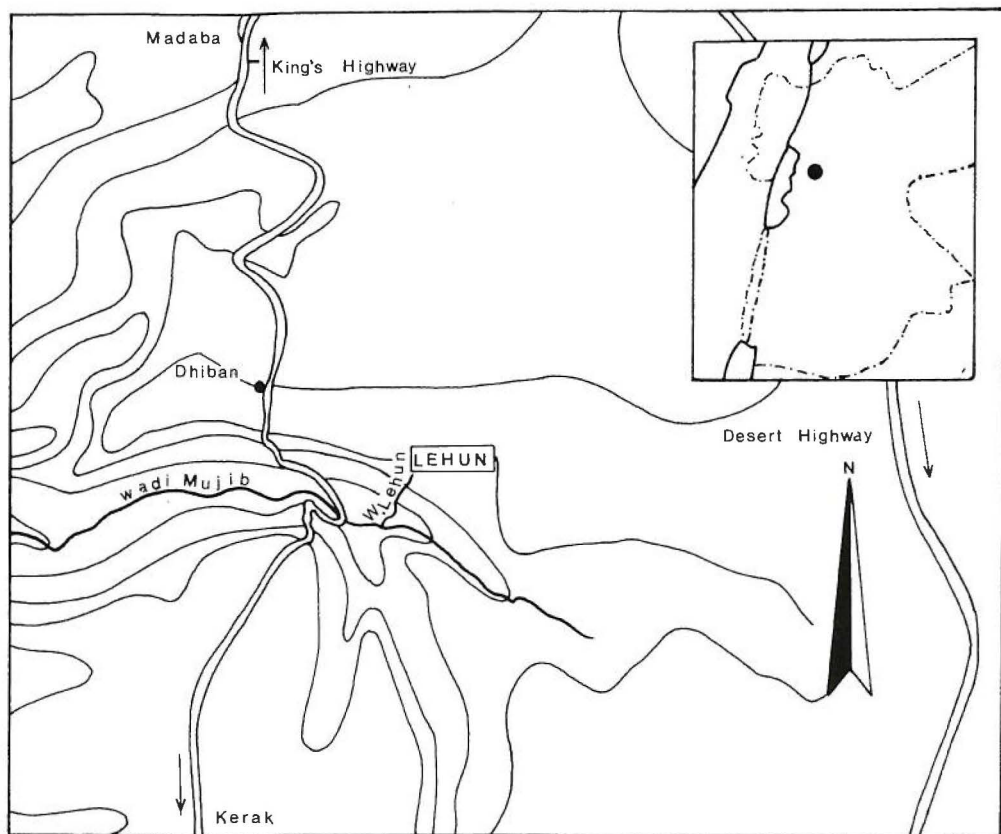 Madaba
King's Highway
Dhiban
Desert Highway
LEHUN
W. Lehun
wadi Mujib
N
Kerak